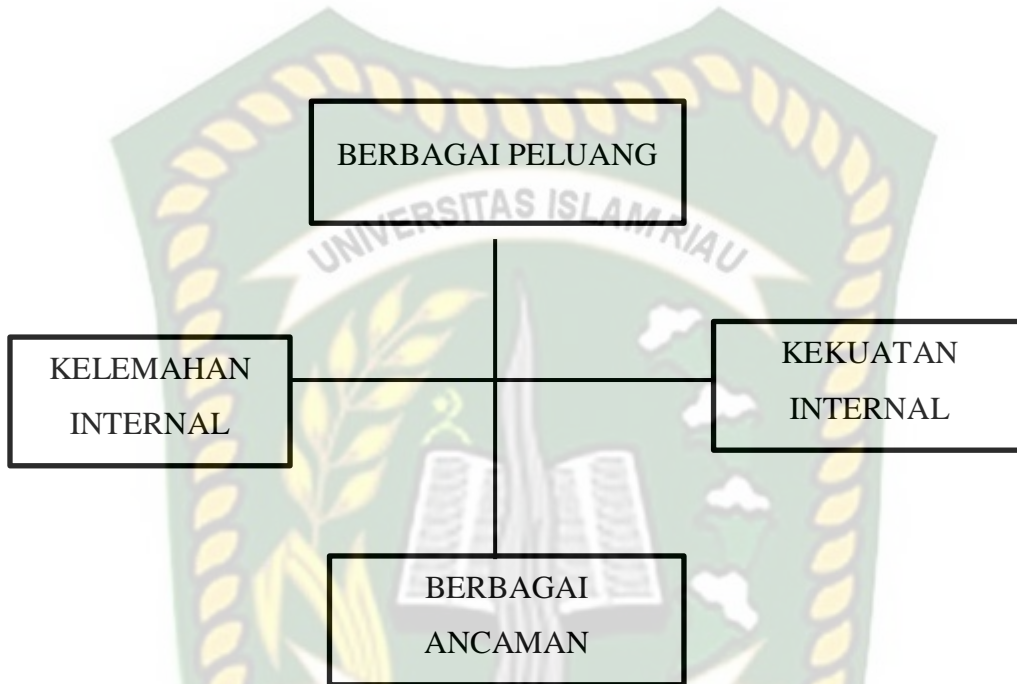 BERBAGAI PELUANG
UNIVERSITAS ISLAM RIAU
KELEMAHAN
INTERNAL
KEKUATAN
INTERNAL
BERBAGAI
ANCAMAN